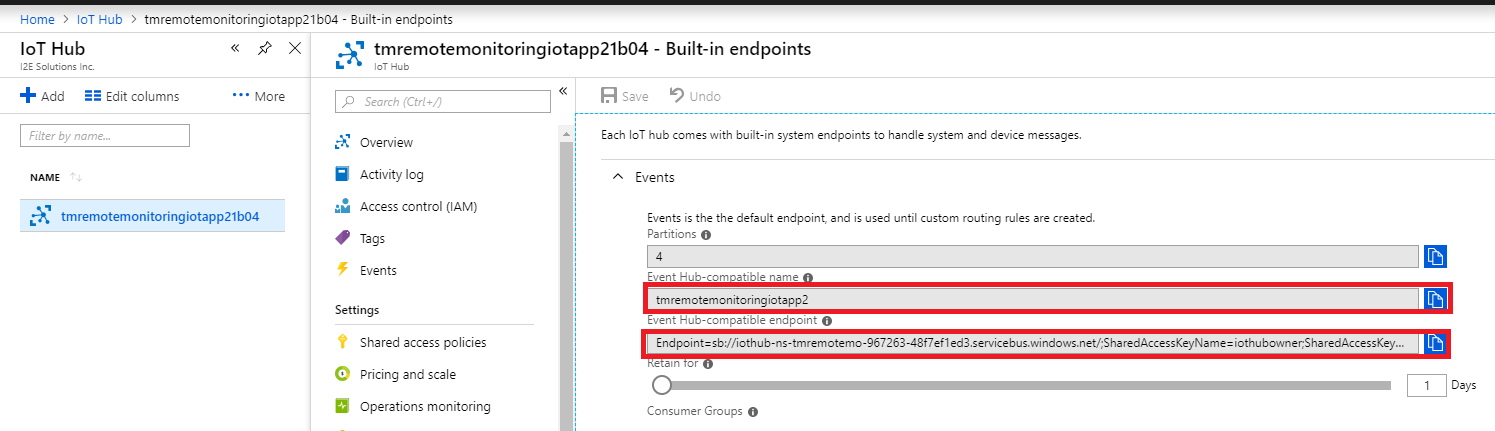 Home > IoT Hub > tmremotemonitoringiotapp21b04 - Built-in endpoints
IoT Hub
I2E Solutions Inc.
Add Edit columns ··· More
Filter by name...
NAME
tmremotemonitoringiotapp21b04
tmremotemonitoringiotapp21b04 - Built-in endpoints
IoT Hub
Search (Ctrl+/)
Overview
Activity log
Access control (IAM)
Tags
Events
Settings
Shared access policies
Pricing and scale
Operations monitoring
Save Undo
Each IoT hub comes with built-in system endpoints to handle system and device messages.
Events
Events is the the default endpoint, and is used until custom routing rules are created.
Partitions
4
Event Hub-compatible name
tmremotemonitoringiotapp2
Event Hub-compatible endpoint
Endpoint=sb://iothub-ns-tmremotemo-967263-48f7ef1ed3.servicebus.windows.net/;SharedAccessKeyName=iothubowner;SharedAccessKey...
Retain for
1 Days
Consumer Groups